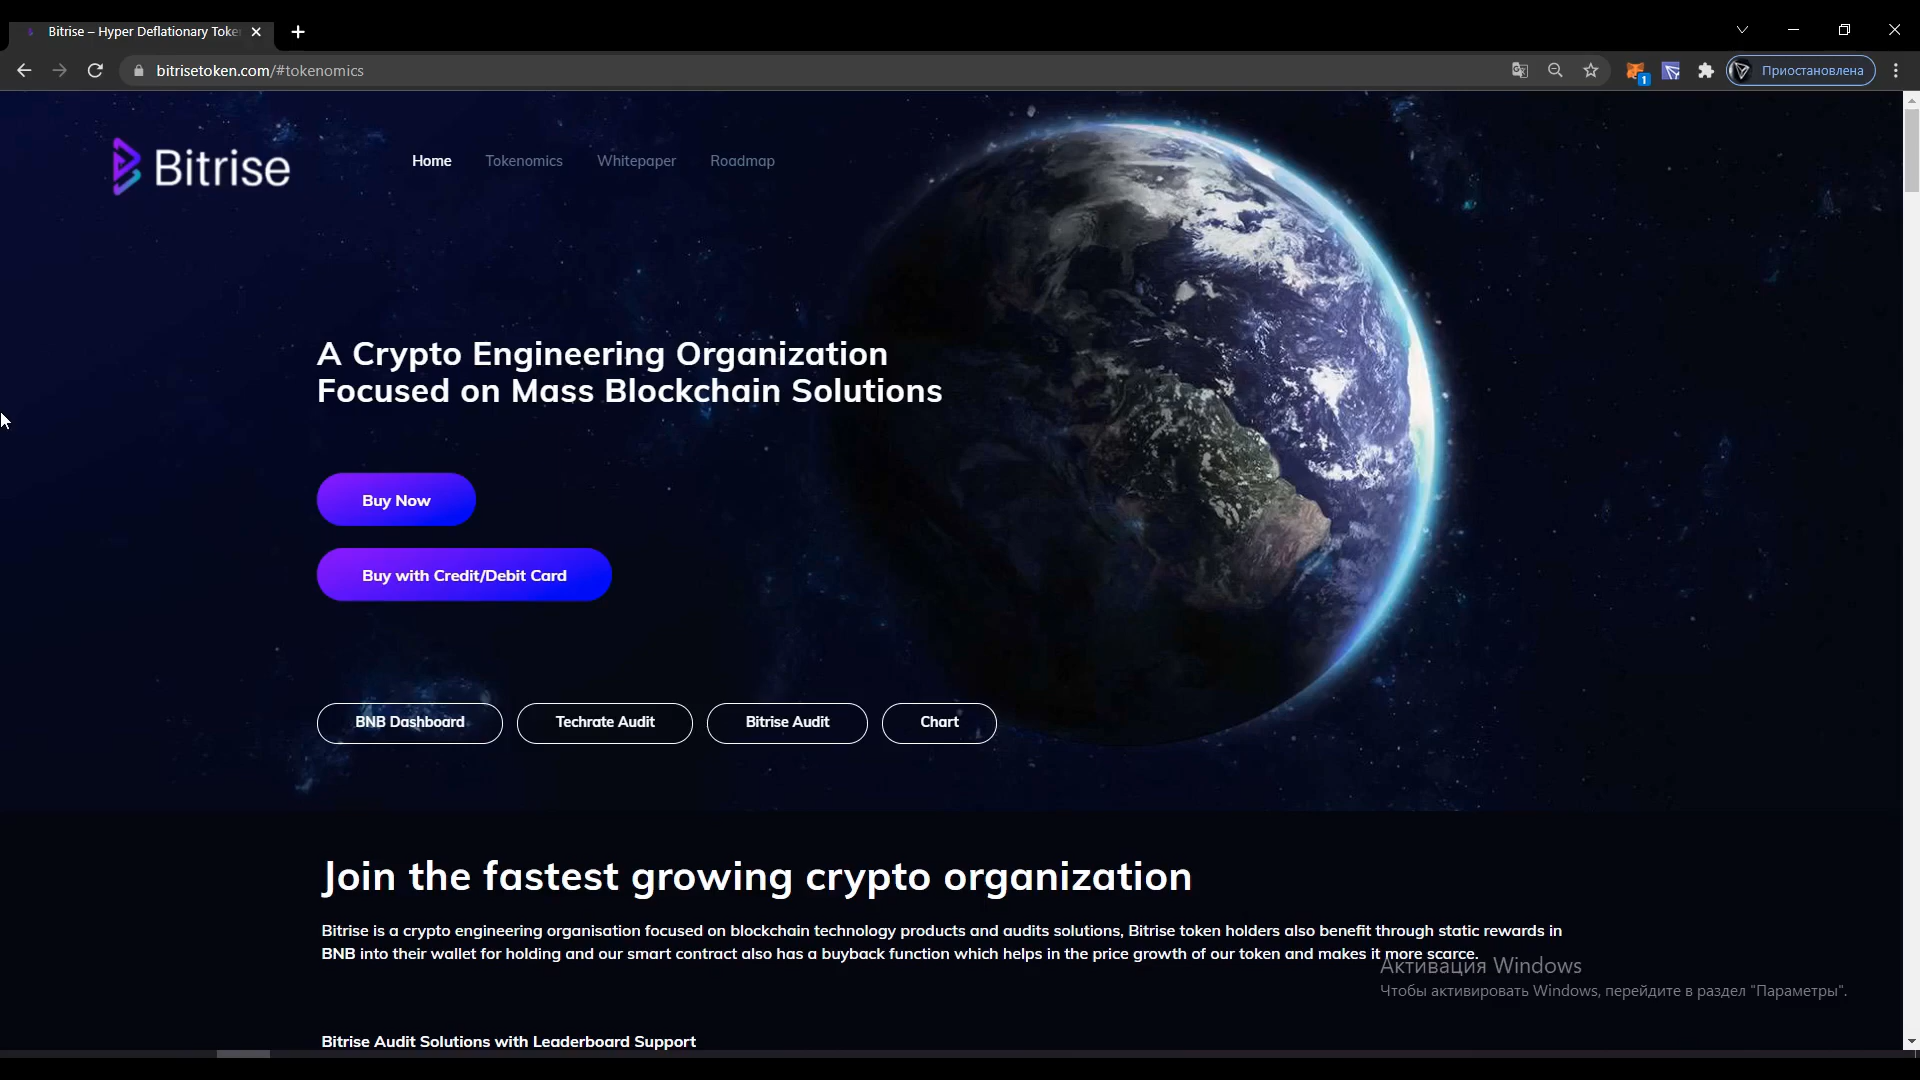 Bitrise – Hyper Deflationary Toke
bitrisetoken.com/#tokenomics
1
Приостановлена
Bitrise
Home
Tokenomics
Whitepaper
Roadmap
A Crypto Engineering Organization
Focused on Mass Blockchain Solutions
Buy Now
Buy with Credit/Debit Card
BNB Dashboard
Techrate Audit
Bitrise Audit
Chart
Join the fastest growing crypto organization
Bitrise is a crypto engineering organisation focused on blockchain technology products and audits solutions, Bitrise token holders also benefit through static rewards in
BNB into their wallet for holding and our smart contract also has a buyback function which helps in the price growth of our token and makes it more scarce.
Активация Windows
Чтобы активировать Windows, перейдите в раздел "Параметры".
Bitrise Audit Solutions with Leaderboard Support